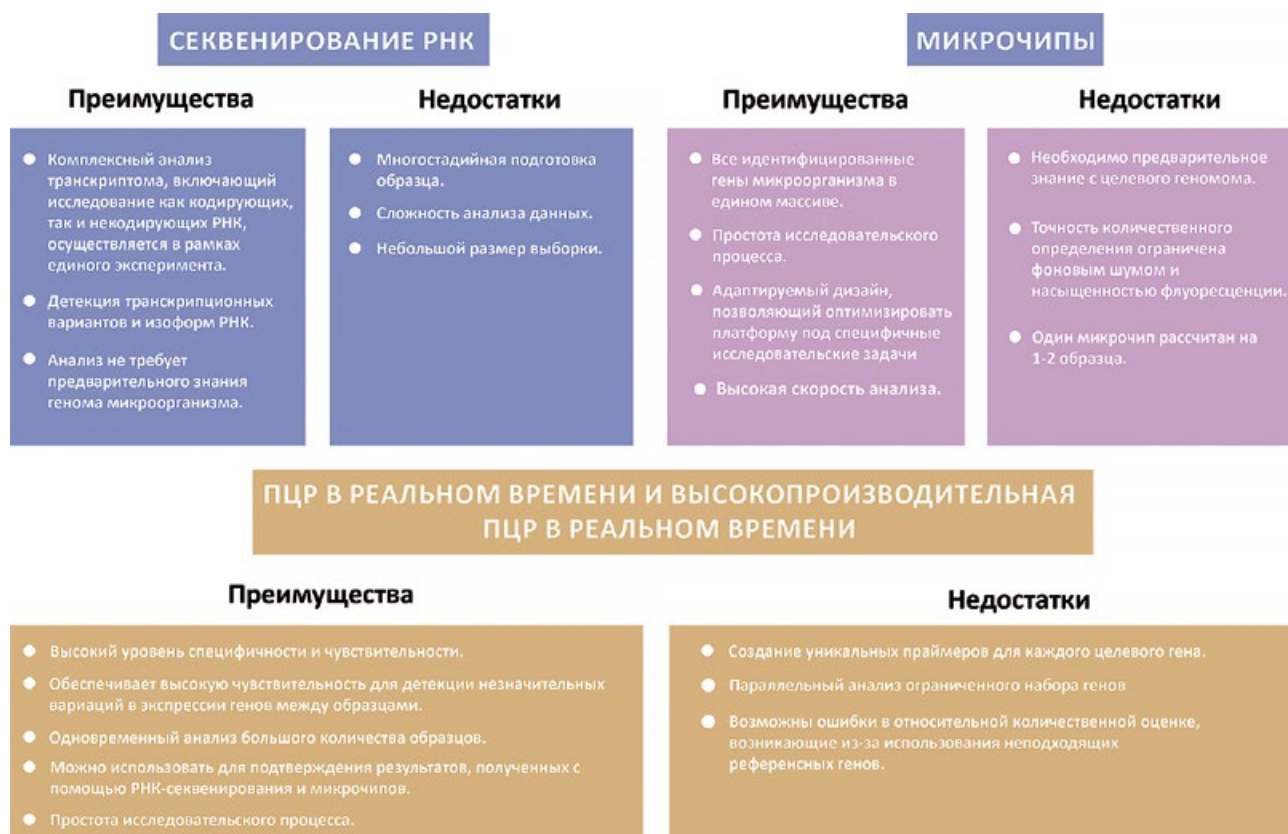 СЕКВЕНИРОВАНИЕ РНК
Преимущества
● Комплексный анализ
транскриптома, включающий
исследование как кодирующих,
так и некодирующих РНК,
осуществляется в рамках
единого эксперимента.
● Детекция транскрипционных
вариантов и изоформ РНК.
● Анализ не требует
предварительного знания
генома микроорганизма.
Недостатки
● Многостадийная подготовка
образца.
● Сложность анализа данных.
● Небольшой размер выборки.
МИКРОЧИПЫ
Преимущества
● Все идентифицированные
гены микроорганизма в
едином массиве.
● Простота исследовательского
процесса.
● Адаптируемый дизайн,
позволяющий оптимизировать
платформу под специфичные
исследовательские задачи
● Высокая скорость анализа.
Недостатки
● Необходимо предварительное
знание с целевого геномома.
● Точность количественного
определения ограничена
фоновым шумом и
насыщенностью флуоресценции.
● Один микрочип рассчитан на
1-2 образца.
ПЦР В РЕАЛЬНОМ ВРЕМЕНИ И ВЫСОКОПРОИЗВОДИТЕЛЬНАЯ
ПЦР В РЕАЛЬНОМ ВРЕМЕНИ
Преимущества
● Высокий уровень специфичности и чувствительности.
● Обеспечивает высокую чувствительность для детекции незначительных
вариаций в экспрессии генов между образцами.
● Одновременный анализ большого количества образцов.
● Можно использовать для подтверждения результатов, полученных с
помощью РНК-секвенирования и микрочипов.
● Простота исследовательского процесса.
Недостатки
● Создание уникальных праймеров для каждого целевого гена.
● Параллельный анализ ограниченного набора генов
● Возможны ошибки в относительной количественной оценке,
возникающие из-за использования неподходящих
референсных генов.